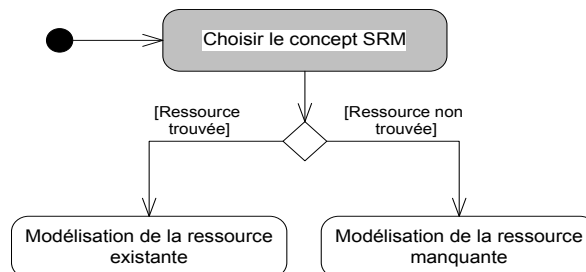 Choisir le concept SRM
[Ressource
trouvée]
[Ressource non
trouvée]
Modélisation de la ressource
existante
Modélisation de la ressource
manquante